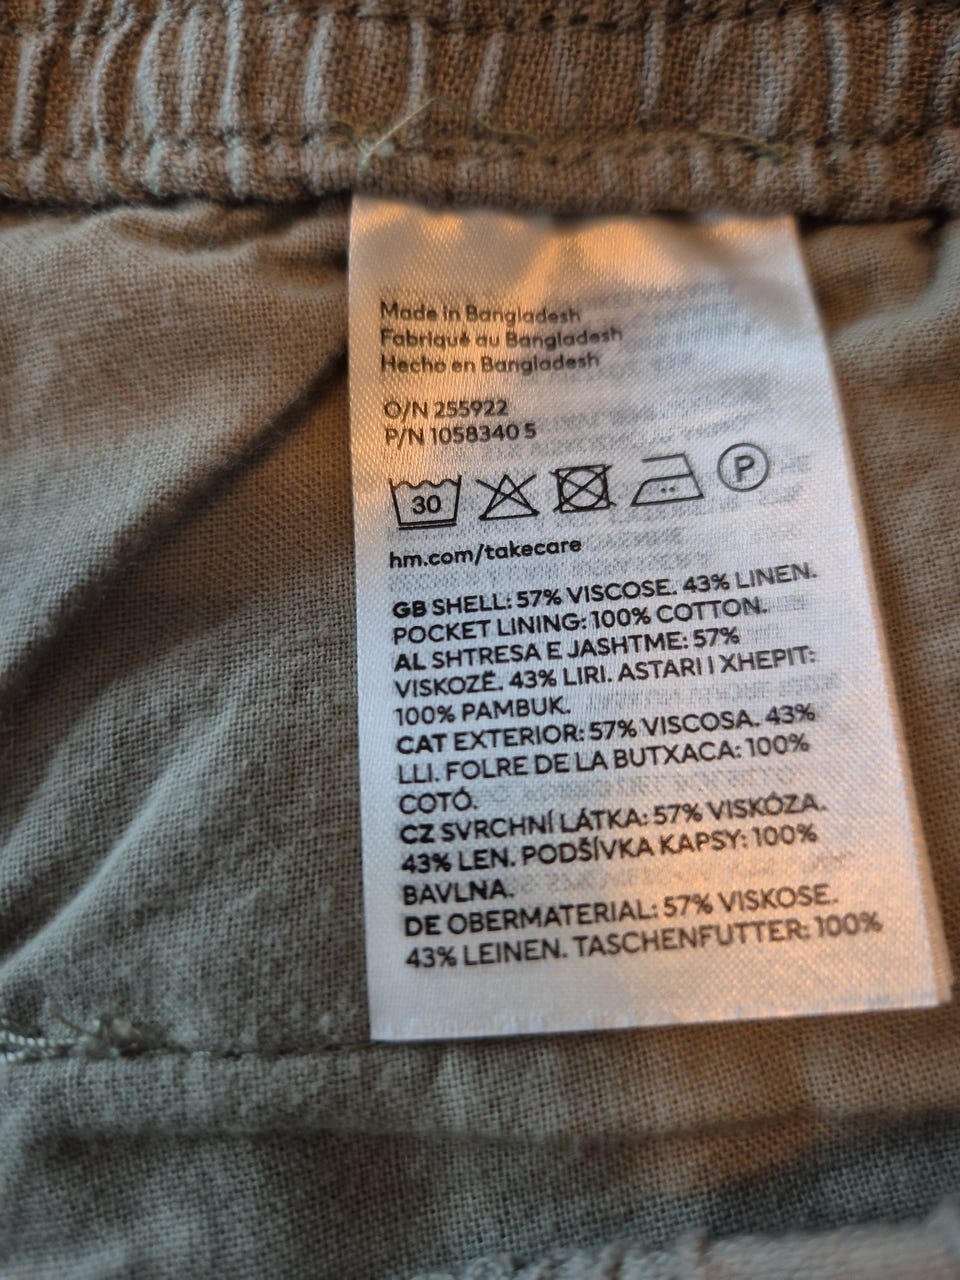 Made in Bangladesh
Fabriqué au Bangladesh
Hecho en Bangladesh
O/N 255922
P/N 1058340 5
30 P
hm.com/takecare
GB SHELL: 57% VISCOSE. 43% LINEN.
POCKET LINING: 100% COTTON.
AL SHTRESA E JASHTME: 57%
VISKOZË. 43% LIRI. ASTARI I XHEPIT:
100% PAMBUK.
CAT EXTERIOR: 57% VISCOSA. 43%
LLI. FOLRE DE LA BUTXACA: 100%
COTÓ.
CZ SVRCHNÍ LÁTKA: 57% VISKÓZA.
43% LEN. PODŠÍVKA KAPSY: 100%
BAVLNA.
DE OBERMATERIAL: 57% VISKOSE.
43% LEINEN. TASCHENFUTTER: 100%